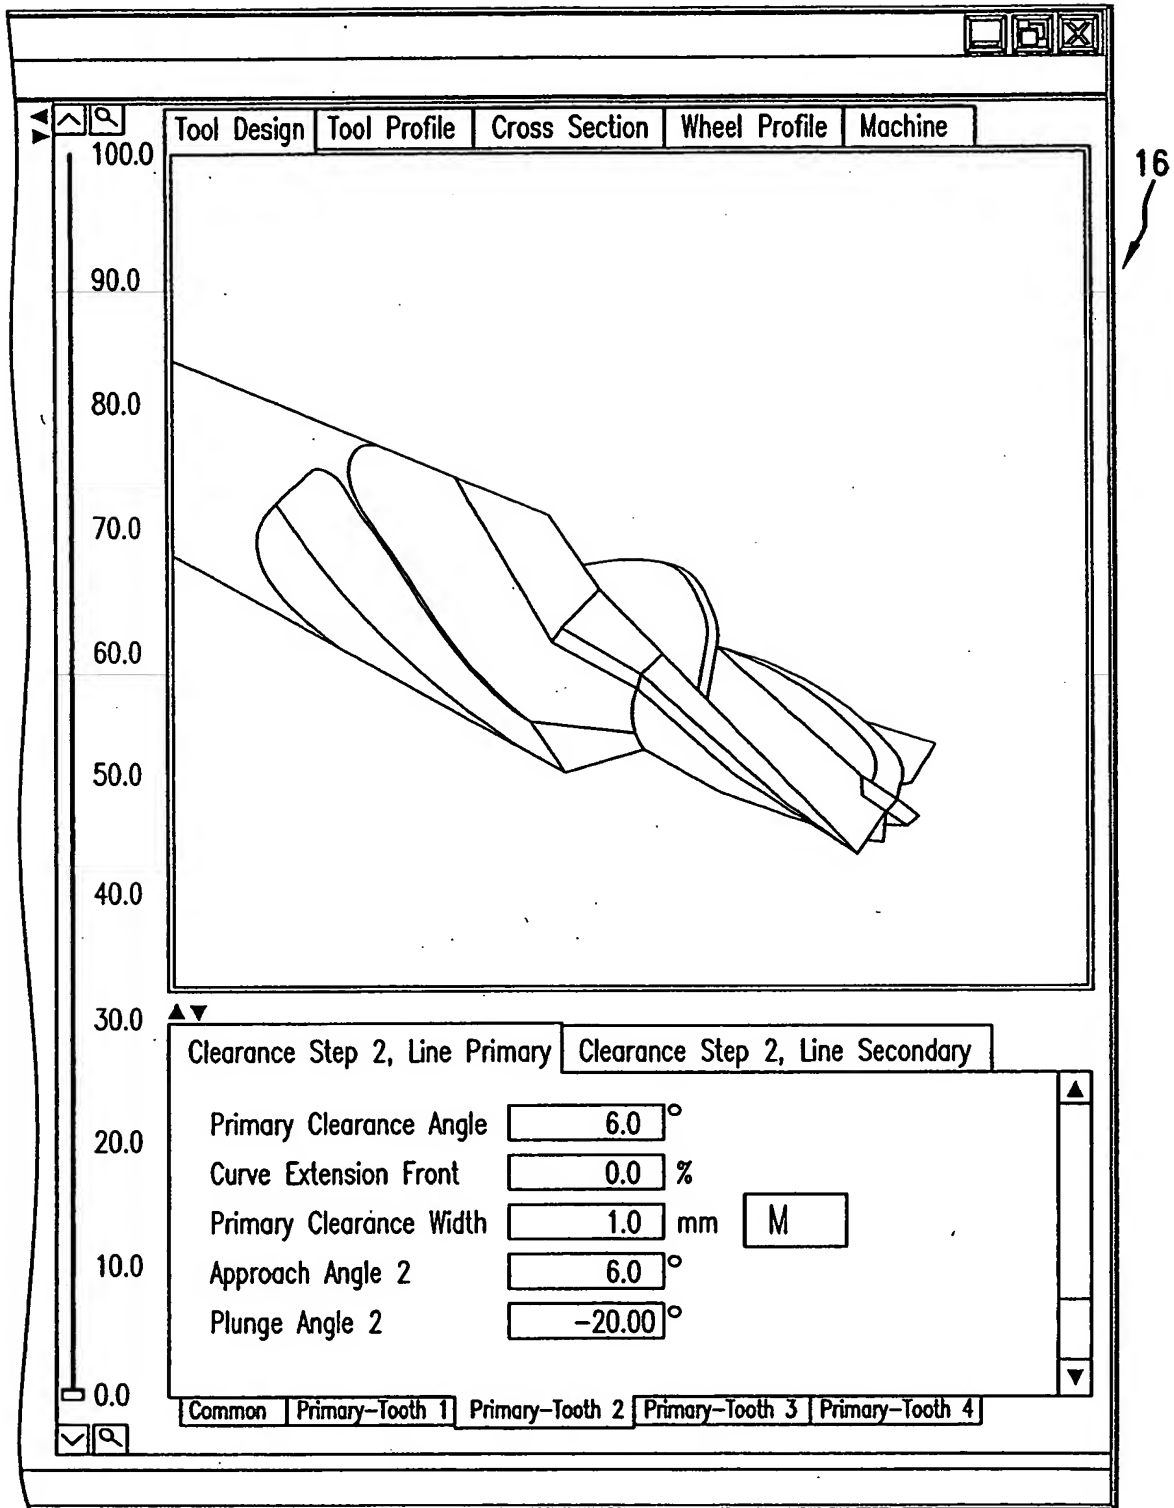 Tool Design Tool Profile Cross Section Wheel Profile Machine
16
100.0
90.0
80.0
70.0
60.0
50.0
40.0
30.0
20.0
10.0
0.0
Clearance Step 2, Line Primary Clearance Step 2, Line Secondary
Primary Clearance Angle 6.0 °
Curve Extension Front 0.0 %
Primary Clearance Width 1.0 mm M
Approach Angle 2 6.0 °
Plunge Angle 2 -20.00 °
Common Primary-Tooth 1 Primary-Tooth 2 Primary-Tooth 3 Primary-Tooth 4